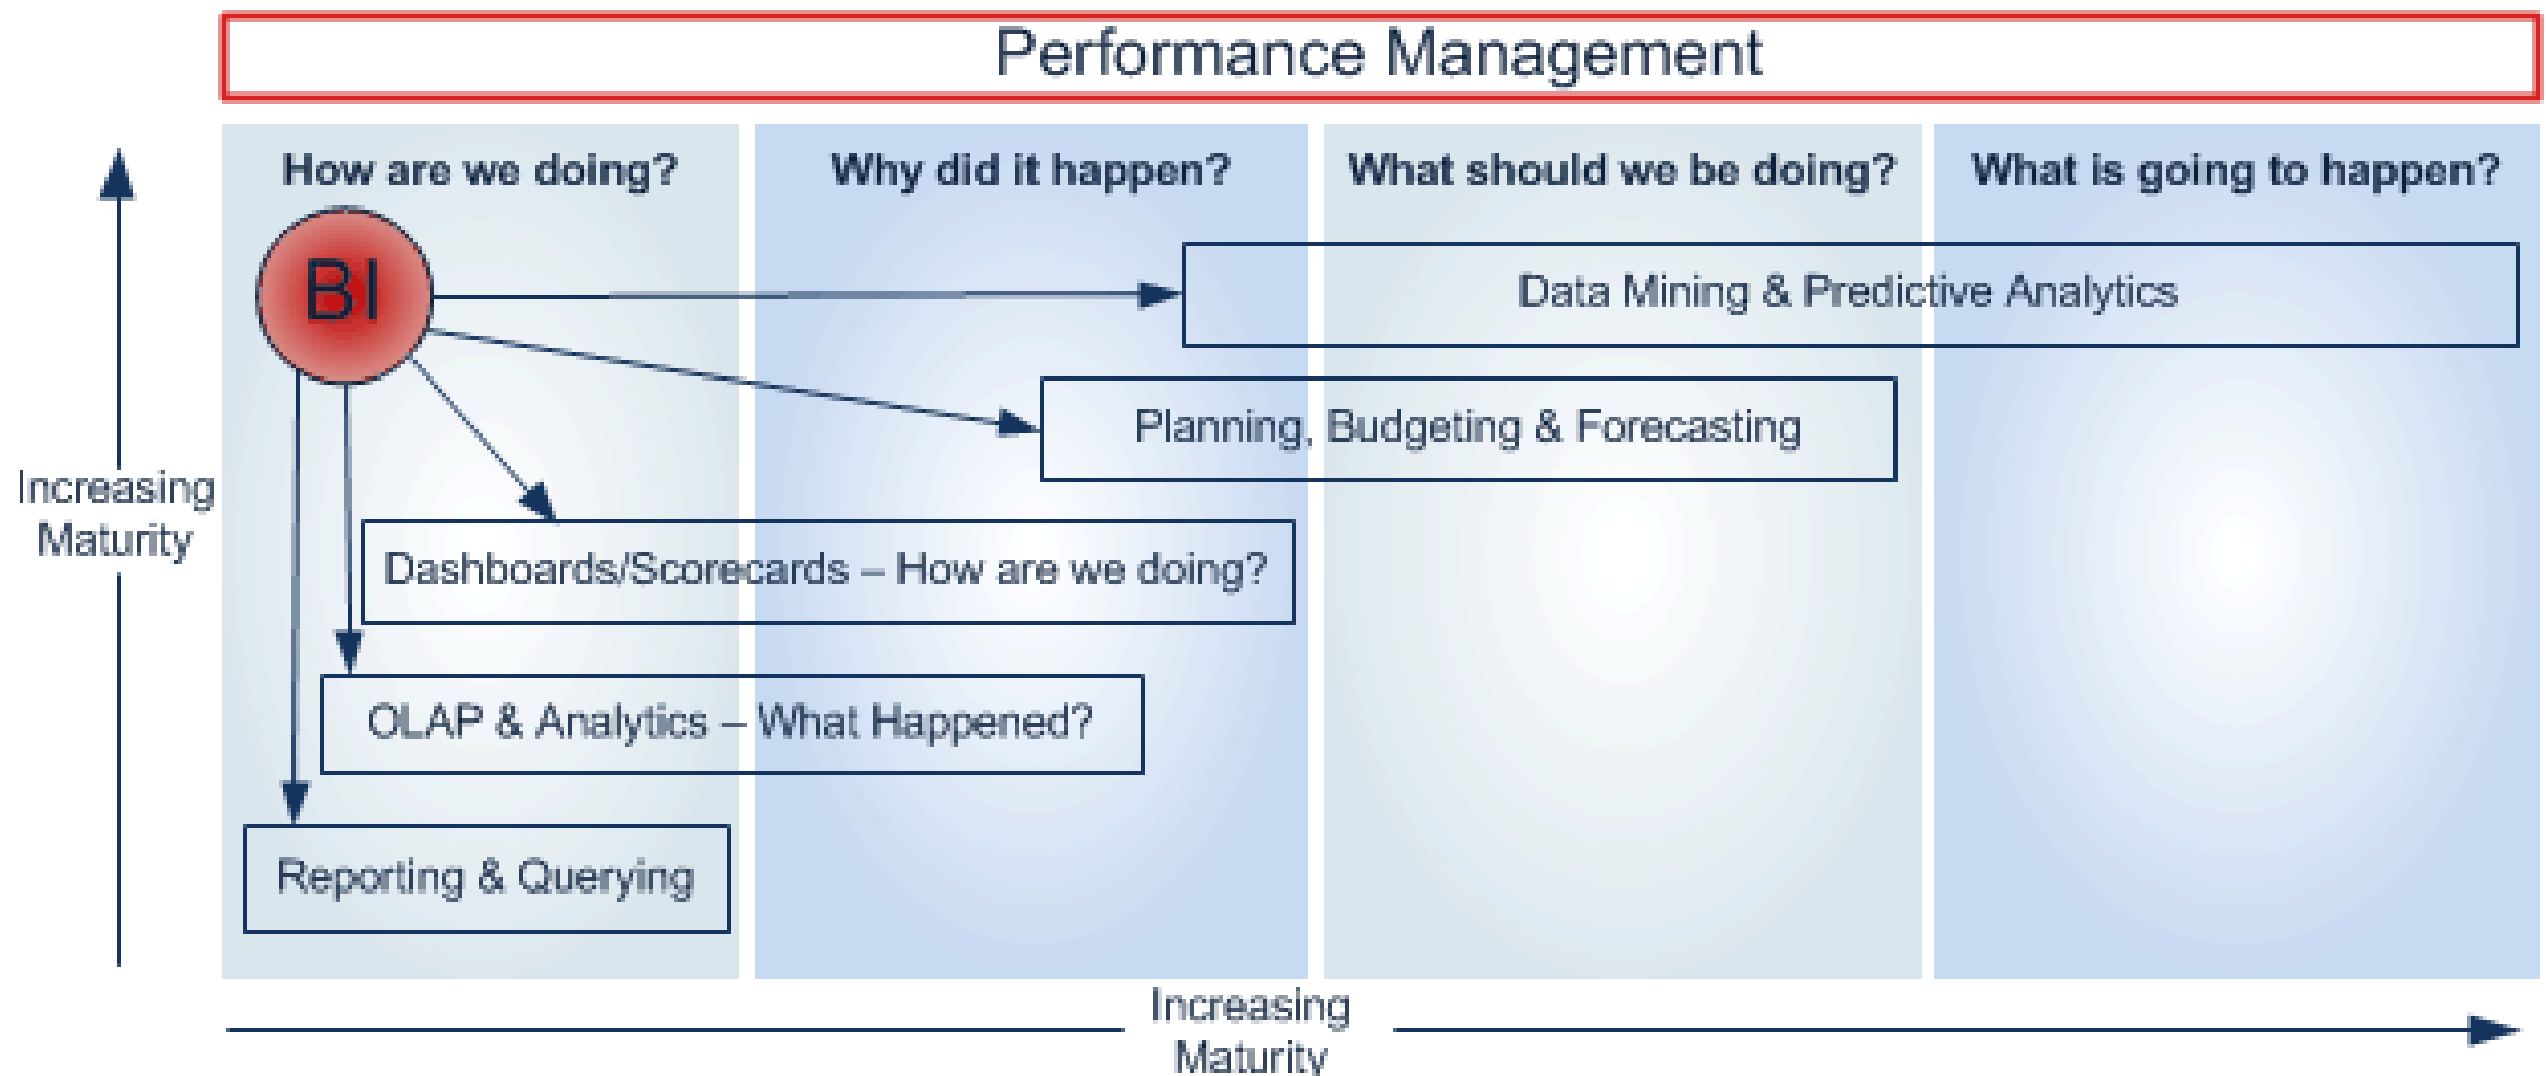 Performance Management
How are we doing?
Why did it happen?
What should we be doing?
What is going to happen?
BI
Data Mining & Predictive Analytics
Planning, Budgeting & Forecasting
Increasing
Maturity
Dashboards/Scorecards – How are we doing?
OLAP & Analytics – What Happened?
Reporting & Querying
Increasing
Maturity